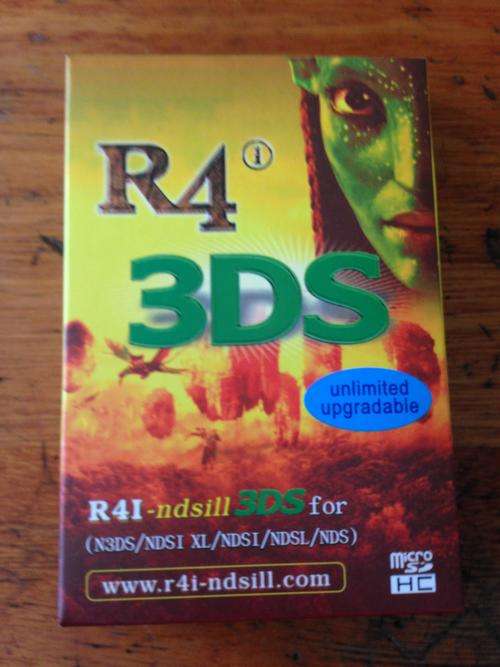 R4 i
3DS
unlimited
upgradable
R4I-ndsill 3DS for
(N3DS/NDSI XL/NDSI/NDSL/NDS)
www.r4i-ndsill.com
micro
SD
HC